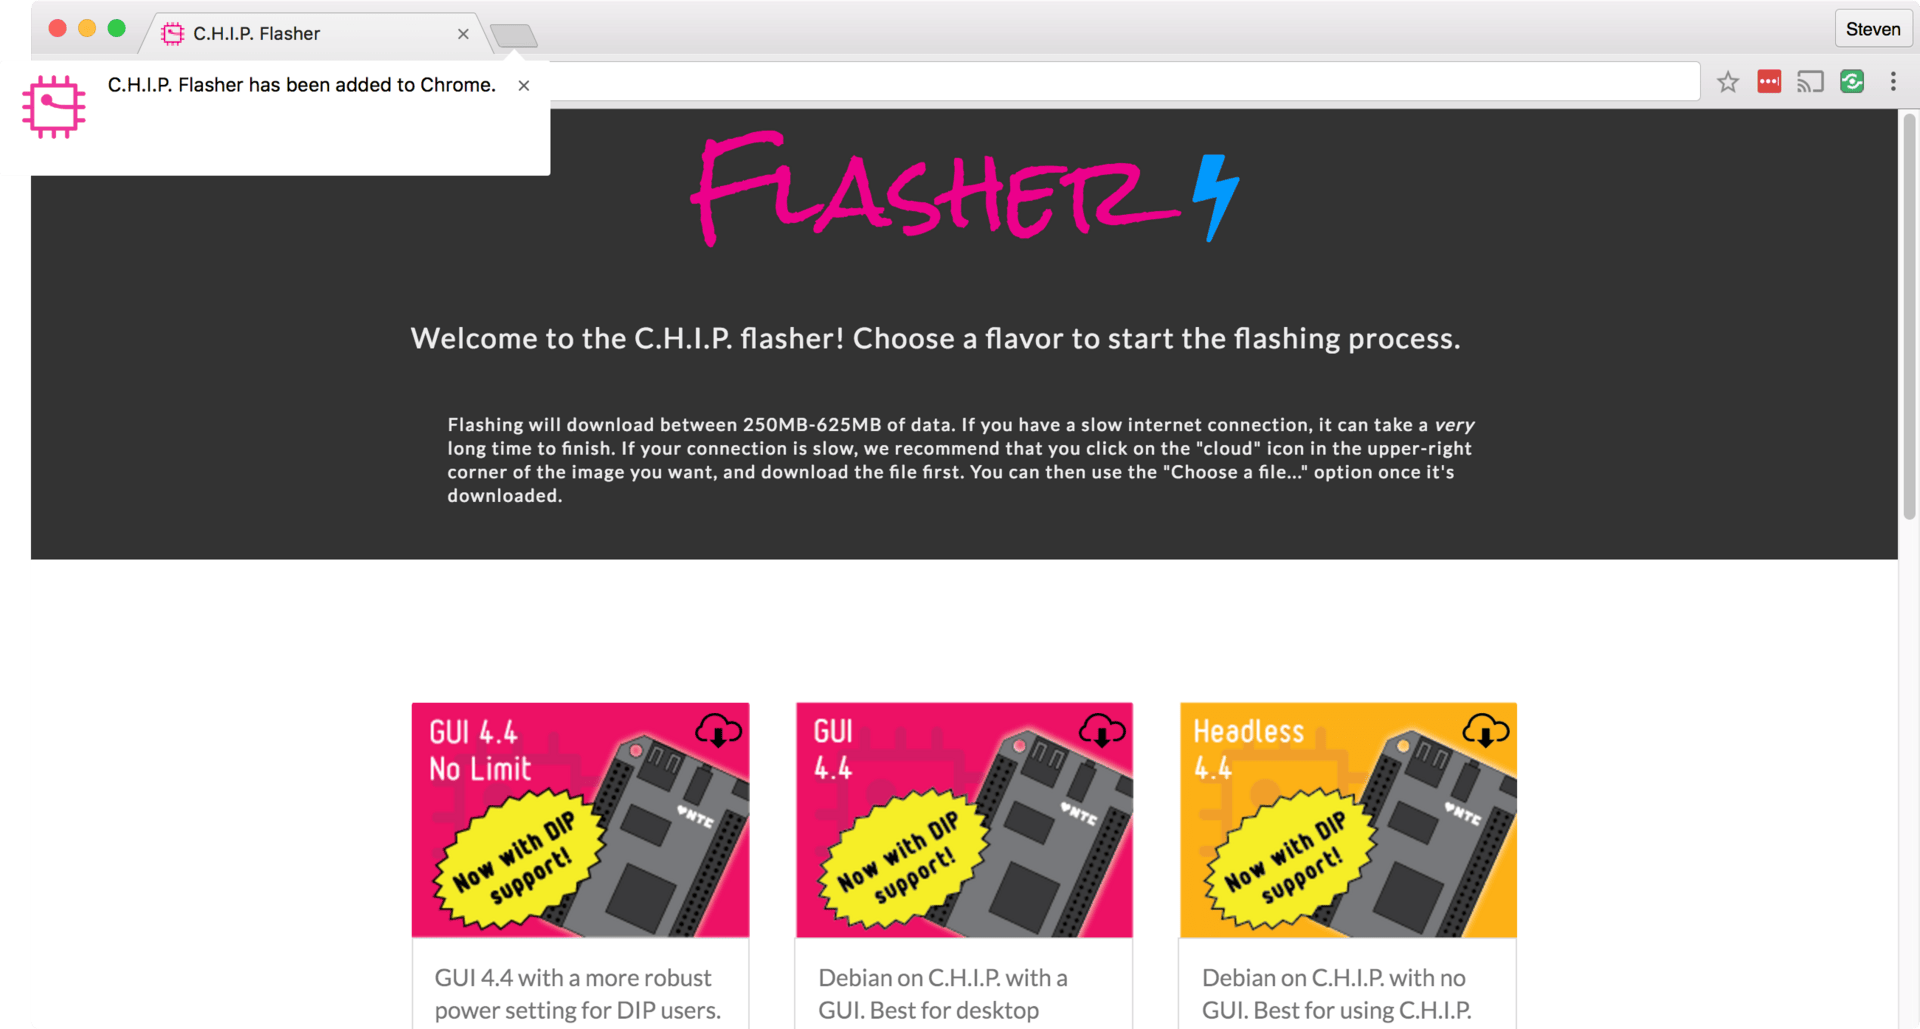 C.H.I.P. Flasher
Steven
C.H.I.P. Flasher has been added to Chrome.
FLASHER
Welcome to the C.H.I.P. flasher! Choose a flavor to start the flashing process.
Flashing will download between 250MB-625MB of data. If you have a slow internet connection, it can take a very
long time to finish. If your connection is slow, we recommend that you click on the "cloud" icon in the upper-right
corner of the image you want, and download the file first. You can then use the "Choose a file..." option once it's
downloaded.
GUI 4.4
No Limit
NTC
Now with DIP
support!
GUI
4.4
NTC
Now with DIP
support!
Headless
4.4
NTC
Now with DIP
support!
GUI 4.4 with a more robust
power setting for DIP users.
Debian on C.H.I.P. with a
GUI. Best for desktop
Debian on C.H.I.P. with no
GUI. Best for using C.H.I.P.